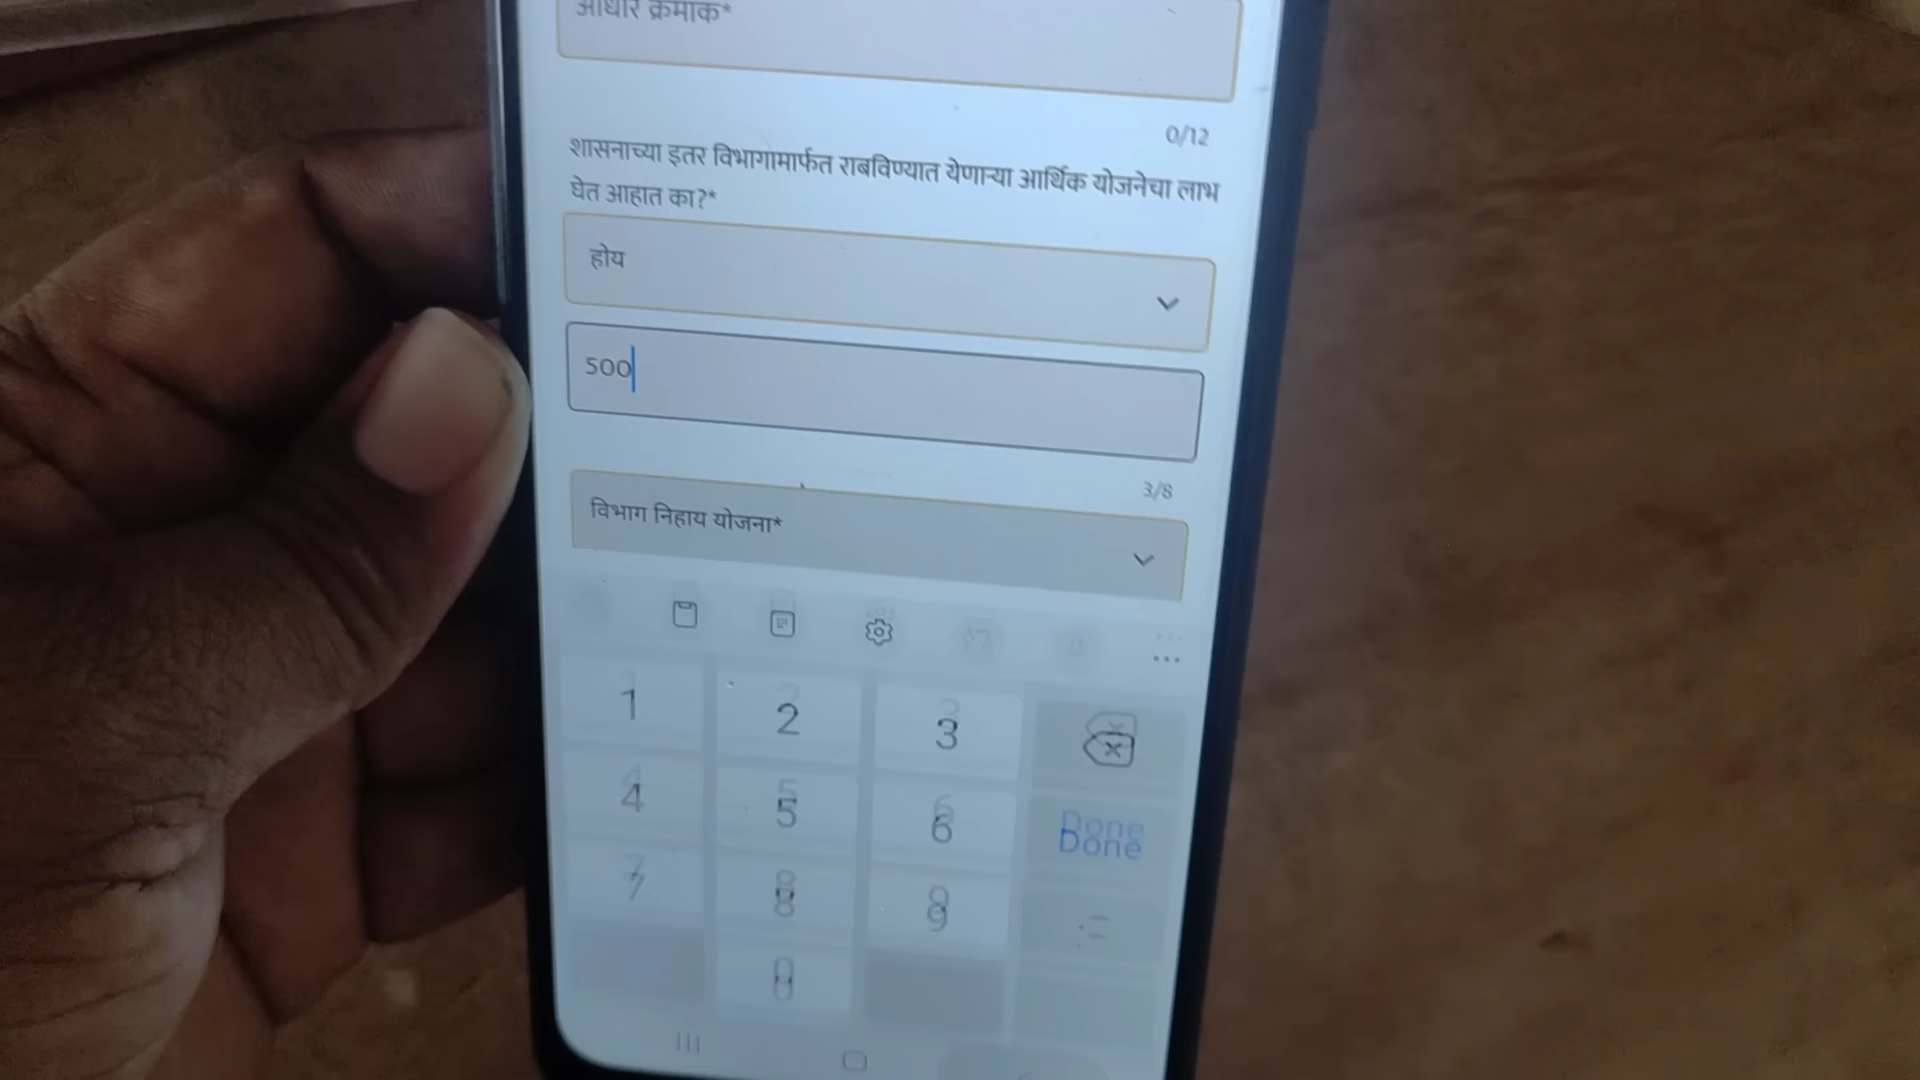 आधार क्रमांक*
0/12
शासनाच्या इतर विभागामार्फत राबविण्यात येणाऱ्या आर्थिक योजनेचा लाभ
घेत आहात का?*
होय
500
3/8
विभाग निहाय योजना*
1 2 3
4 5 6 Done
7 8 9
0